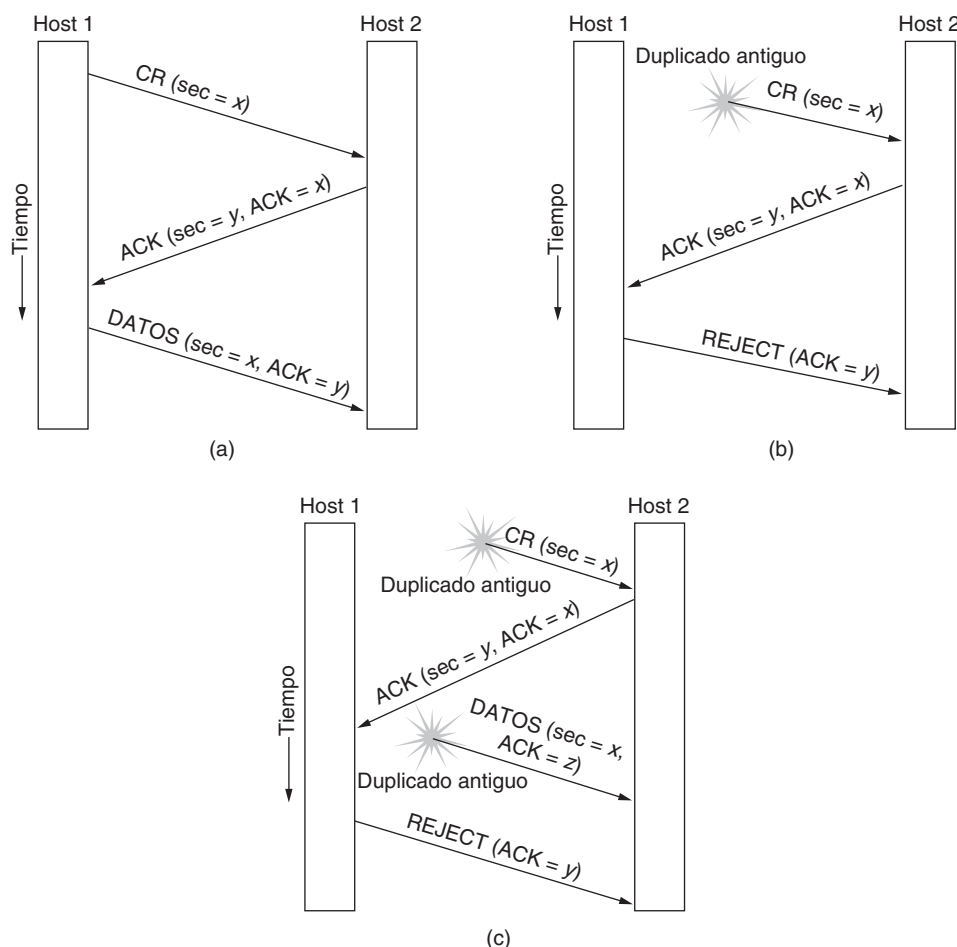 Host 1
Host 2
CR (sec = x)
ACK (sec = y, ACK = x)
DATOS (sec = x, ACK = y)
Tiempo
(a)
Host 1
Host 2
Duplicado antiguo
CR (sec = x)
ACK (sec = y, ACK = x)
REJECT (ACK = y)
Tiempo
(b)
Host 1
Host 2
CR (sec = x)
Duplicado antiguo
ACK (sec = y, ACK = x)
DATOS (sec = x,
ACK = z)
Duplicado antiguo
REJECT (ACK = y)
Tiempo
(c)